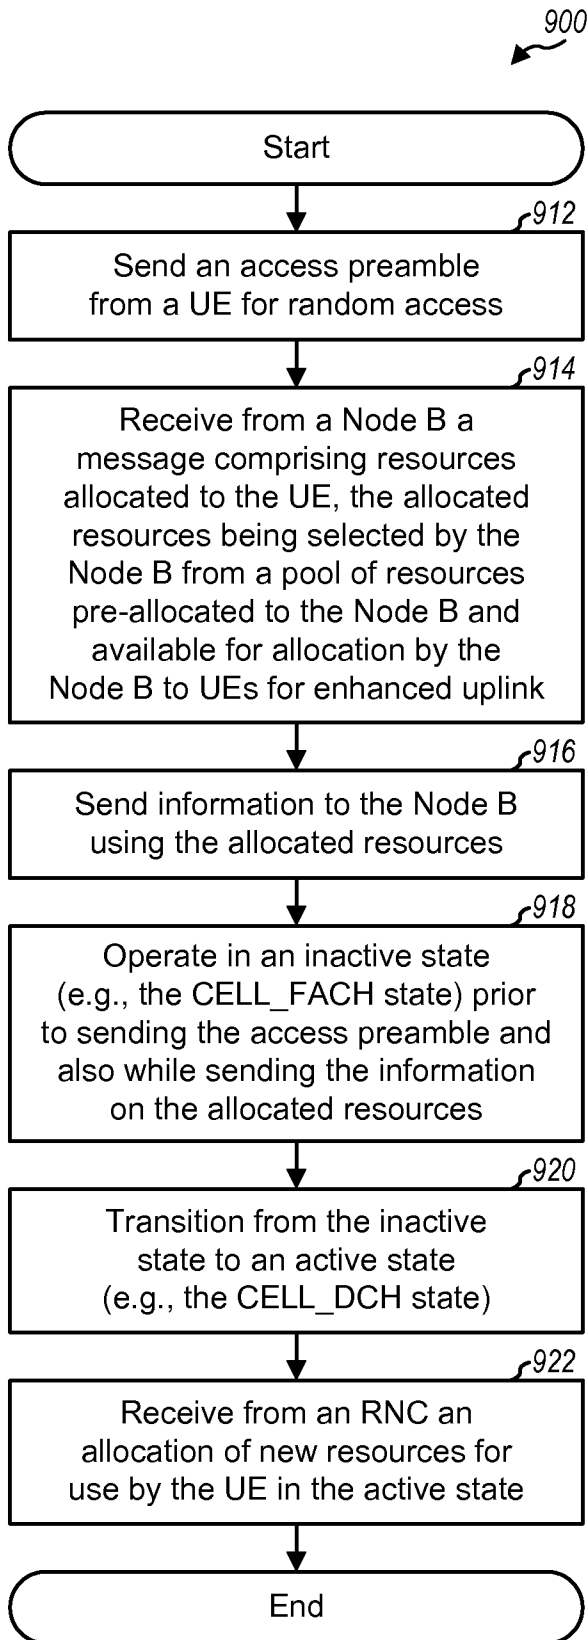 900
Start
912
Send an access preamble
from a UE for random access
914
Receive from a Node B a
message comprising resources
allocated to the UE, the allocated
resources being selected by the
Node B from a pool of resources
pre-allocated to the Node B and
available for allocation by the
Node B to UEs for enhanced uplink
916
Send information to the Node B
using the allocated resources
918
Operate in an inactive state
(e.g., the CELL_FACH state) prior
to sending the access preamble and
also while sending the information
on the allocated resources
920
Transition from the inactive
state to an active state
(e.g., the CELL_DCH state)
922
Receive from an RNC an
allocation of new resources for
use by the UE in the active state
End